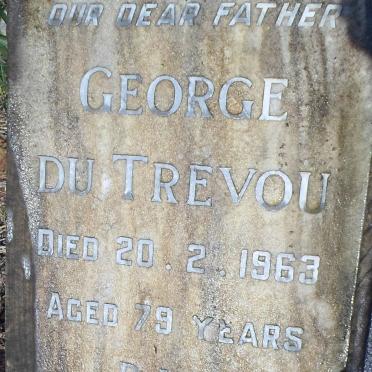 OUR DEAR FATHER
GEORGE
DU TREVOU
DIED 20.2.1963
AGED 79 YEARS